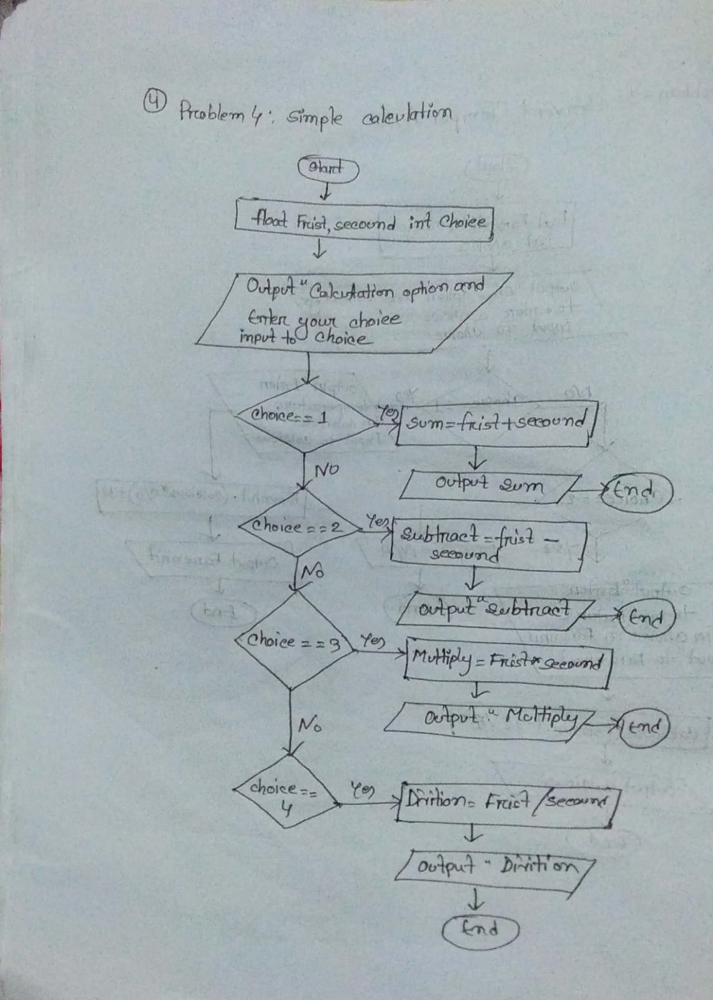 ④ Problem 4: Simple calculation
Start
float Frist, secound int Choice
Output " Calculation option and
Enter your choice
input to choice
Choice == 1
Yes
Sum = frist + secound
NO
output sum
End
Choice == 2
Yes
Subtract = frist -
secound
No
output " Subtract
End
Choice == 3
Yes
Multiply = Frist * secound
output " Multiply
End
No
choice ==
4
Yes
Divition = Frist / secound
output " Divition
End